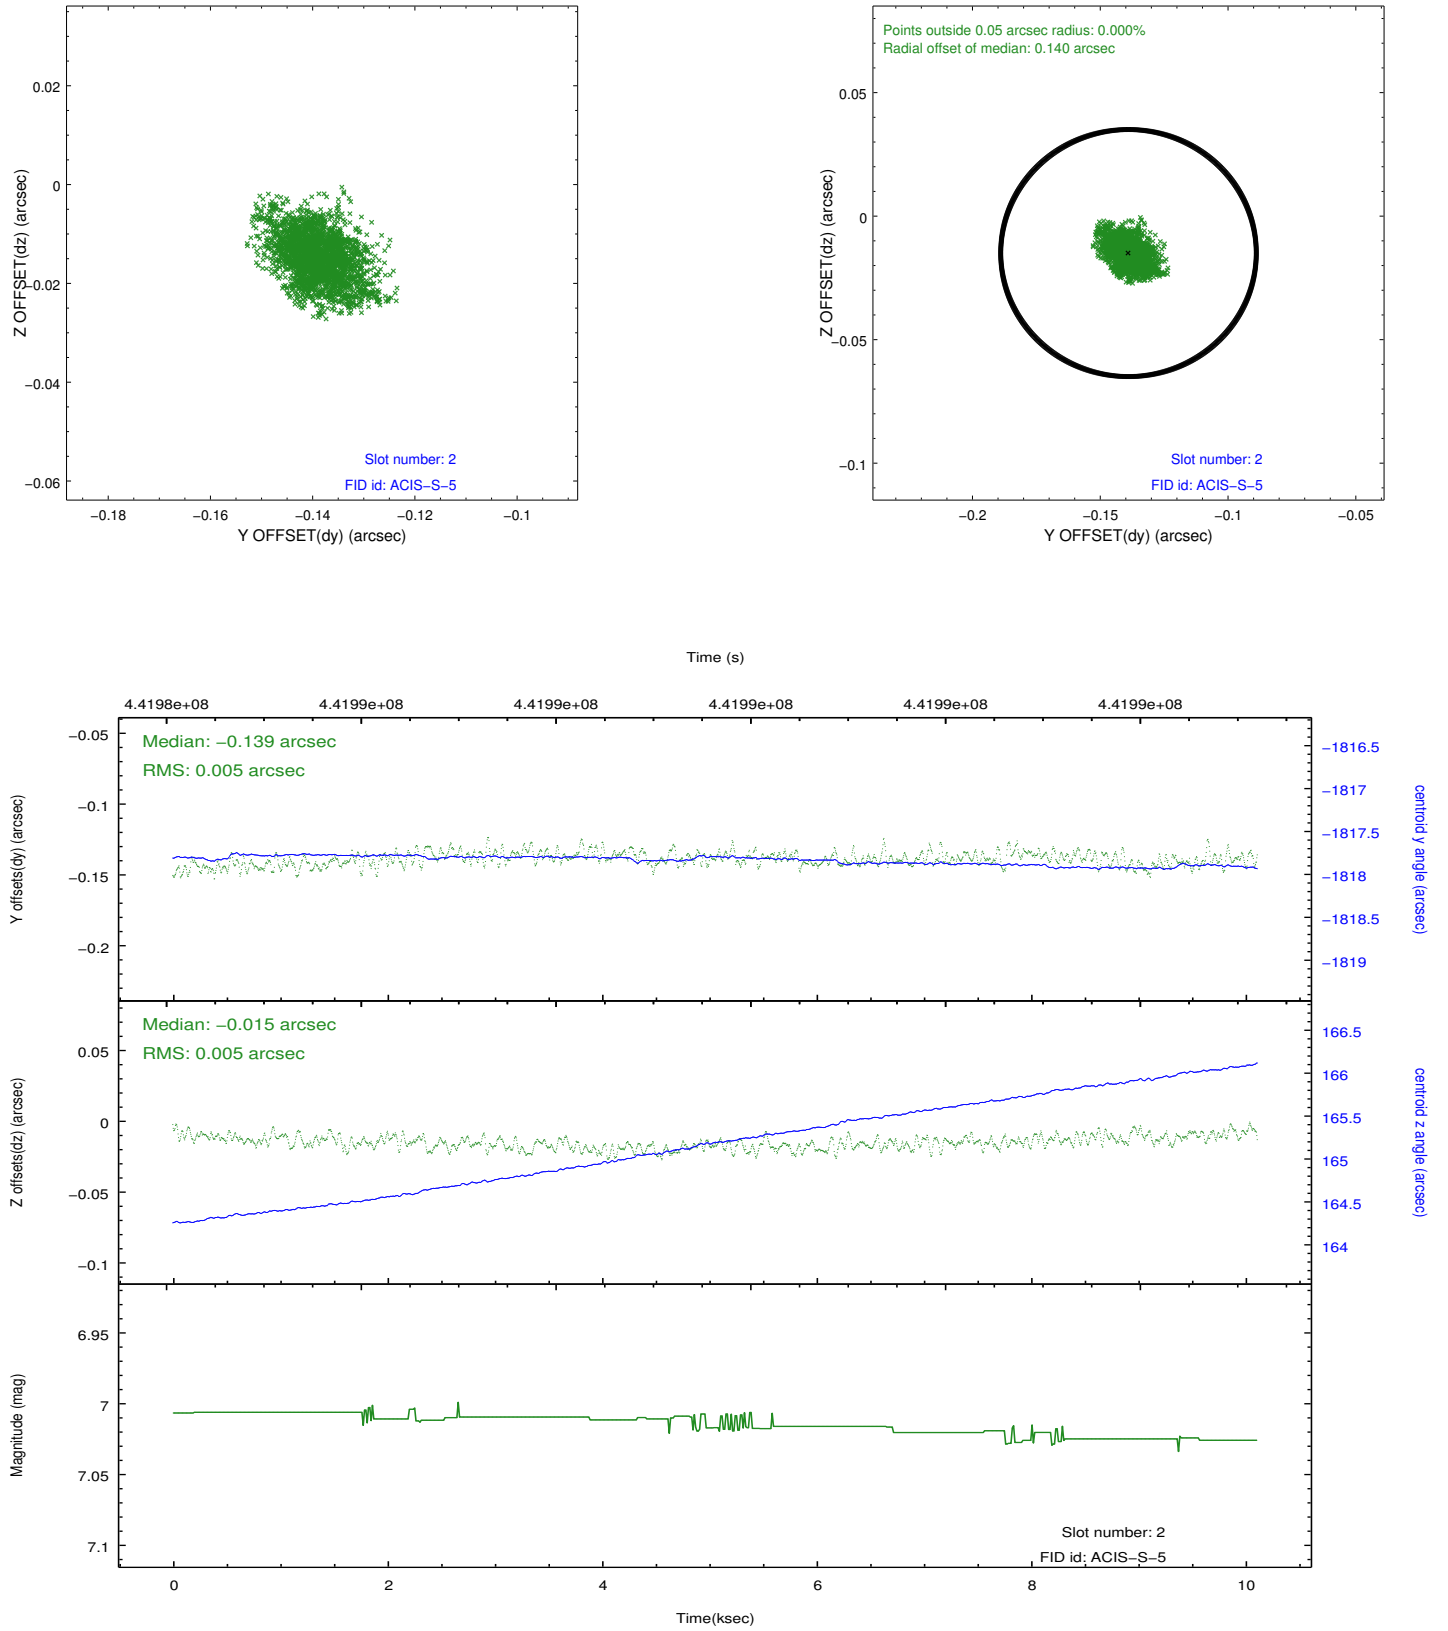 0.02
0
−0.02
−0.04
−0.06
Z OFFSET(dz) (arcsec)
Slot number: 2
FID id: ACIS−S−5
−0.18 −0.16 −0.14 −0.12 −0.1
Y OFFSET(dy) (arcsec)
Points outside 0.05 arcsec radius: 0.000%
Radial offset of median: 0.140 arcsec
0.05
0
−0.05
−0.1
Z OFFSET(dz) (arcsec)
Slot number: 2
FID id: ACIS−S−5
−0.2 −0.15 −0.1 −0.05
Y OFFSET(dy) (arcsec)
Time (s)
4.4198e+08 4.4199e+08 4.4199e+08 4.4199e+08 4.4199e+08 4.4199e+08
Median: −0.139 arcsec
RMS: 0.005 arcsec
−0.05
−0.1
−0.15
−0.2
Y offsets(dy) (arcsec)
−1816.5
−1817
−1817.5
−1818
−1818.5
−1819
centroid y angle (arcsec)
Median: −0.015 arcsec
RMS: 0.005 arcsec
0.05
0
−0.05
−0.1
Z offsets(dz) (arcsec)
166.5
166
165.5
165
164.5
164
centroid z angle (arcsec)
6.95
7
7.05
7.1
Magnitude (mag)
Slot number: 2
FID id: ACIS−S−5
0 2 4 6 8 10
Time(ksec)